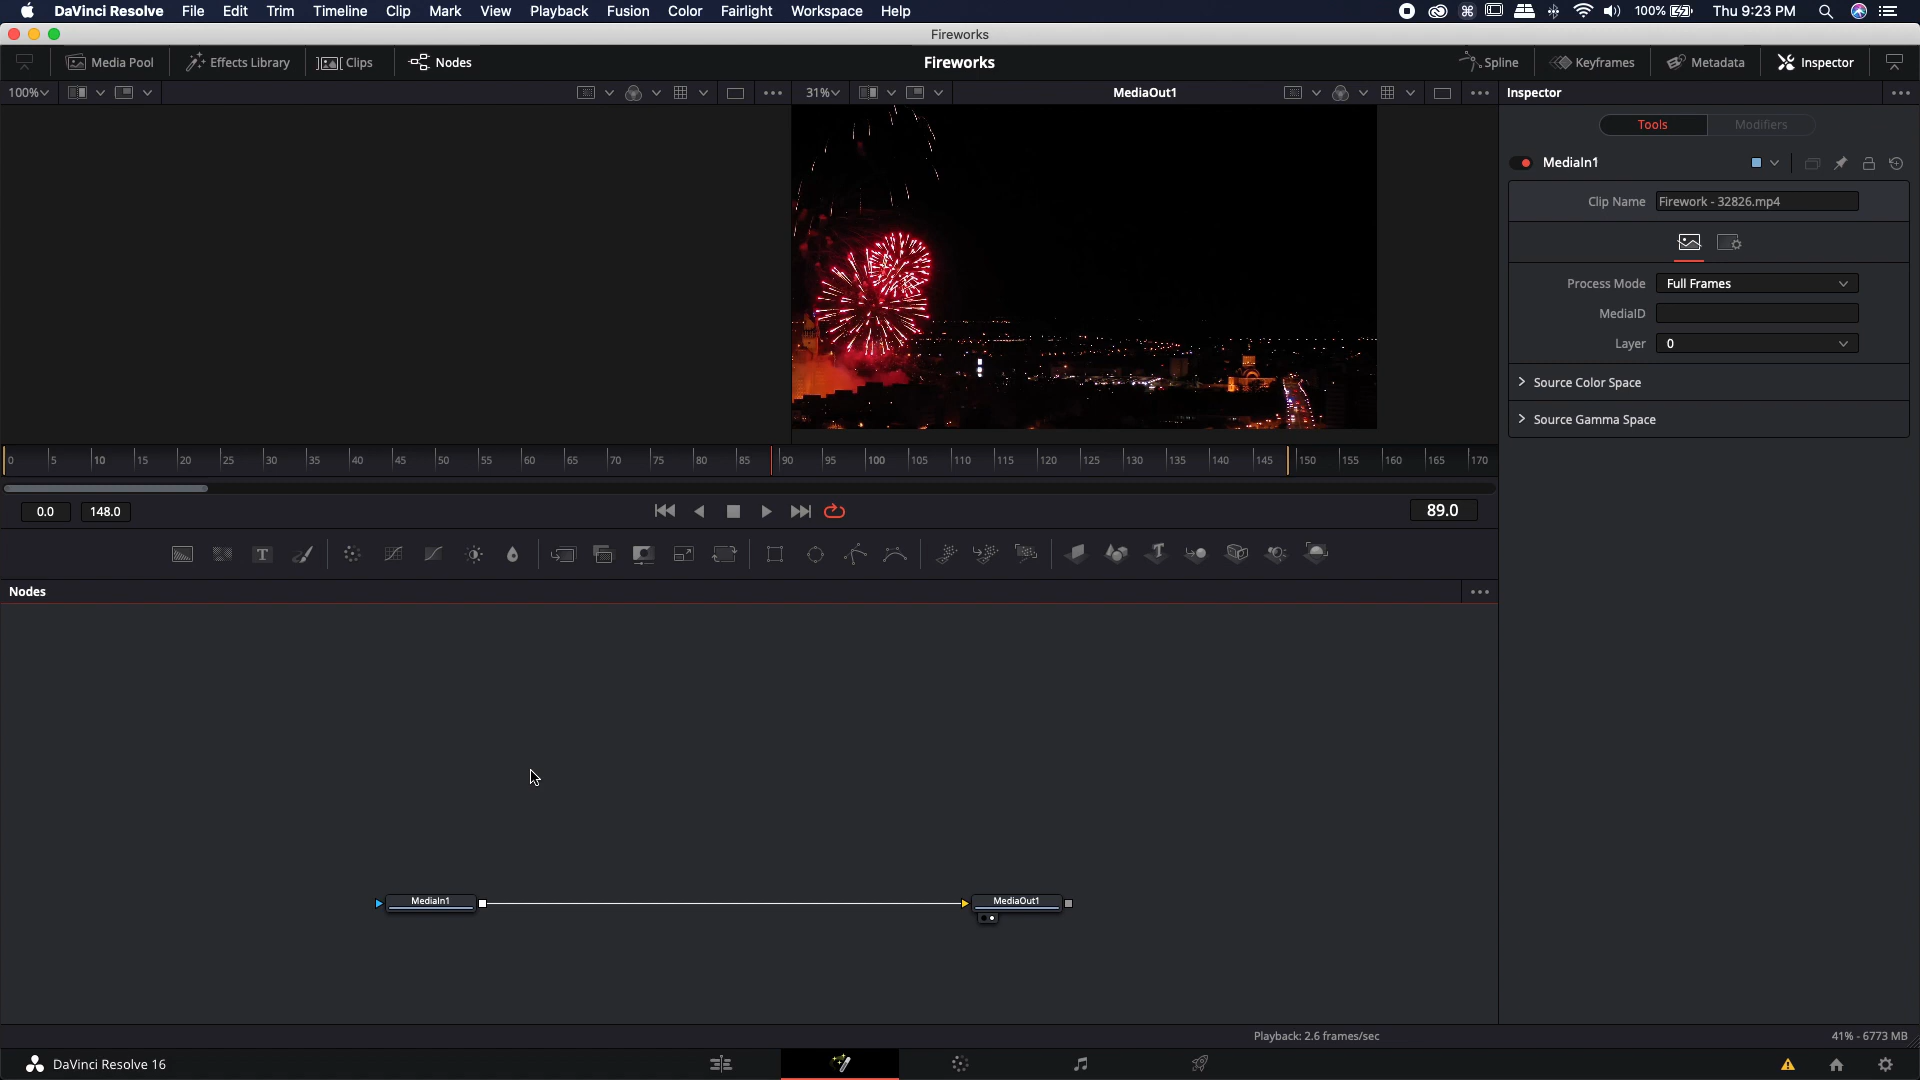 DaVinci Resolve File Edit Trim Timeline Clip Mark View Playback Fusion Color Fairlight Workspace Help 100% Thu 9:23 PM
Fireworks
Media Pool Effects Library Clips Nodes Fireworks Spline Keyframes Metadata Inspector
100% 31% MediaOut1 Inspector
Tools Modifiers
MediaIn1
Clip Name Firework - 32826.mp4
Process Mode Full Frames
MediaID
Layer 0
Source Color Space
Source Gamma Space
0 5 10 15 20 25 30 35 40 45 50 55 60 65 70 75 80 85 90 95 100 105 110 115 120 125 130 135 140 145 150 155 160 165 170
0.0 148.0 89.0
T T
Nodes
MediaIn1 MediaOut1
Playback: 2.6 frames/sec 41% - 6773 MB
DaVinci Resolve 16